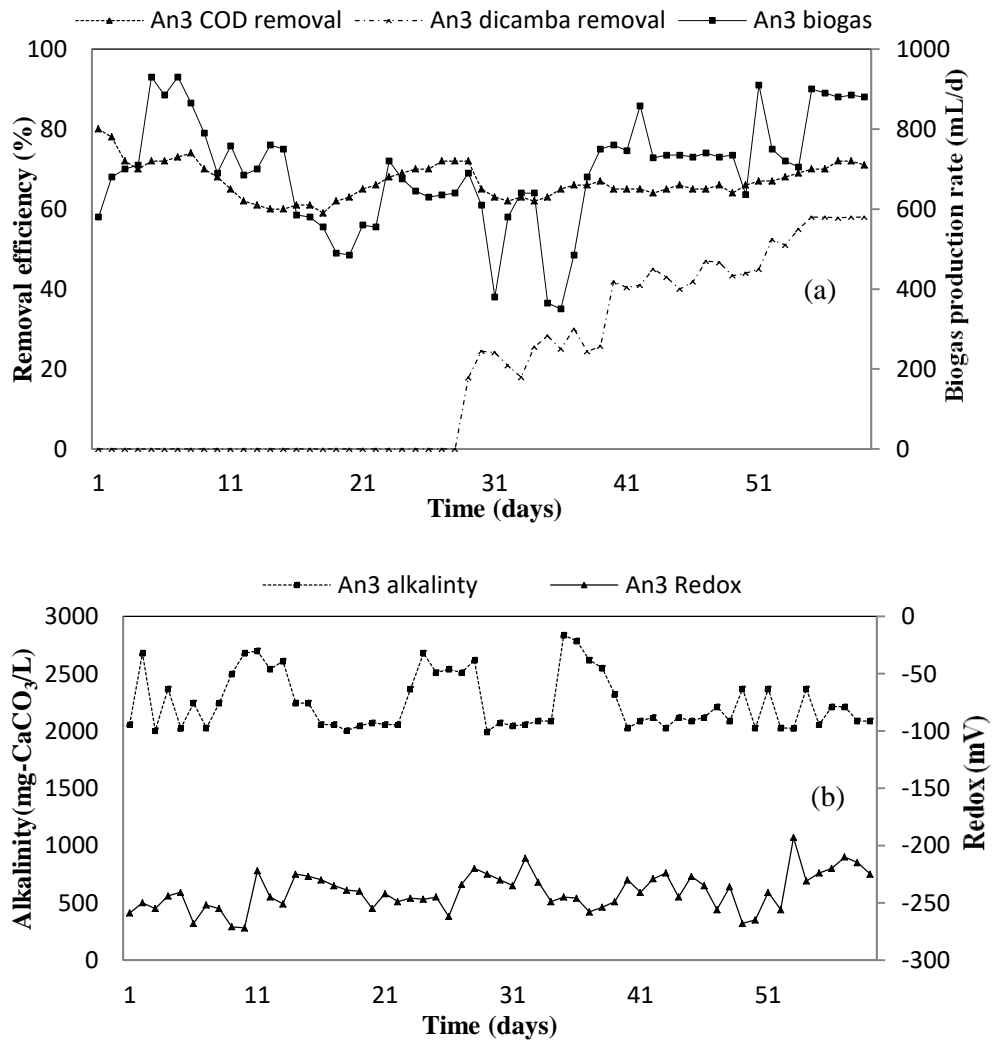 An3 COD removal An3 dicamba removal An3 biogas
Removal efficiency (%)
100
80
60
40
20
0
1000
800
600
400
200
0
Biogas production rate (mL/d)
(a)
1 11 21 31 41 51
Time (days)
An3 alkalinty An3 Redox
Alkalinity(mg-CaCO₃/L)
3000
2500
2000
1500
1000
500
0
0
-50
-100
-150
-200
-250
-300
Redox (mV)
(b)
1 11 21 31 41 51
Time (days)